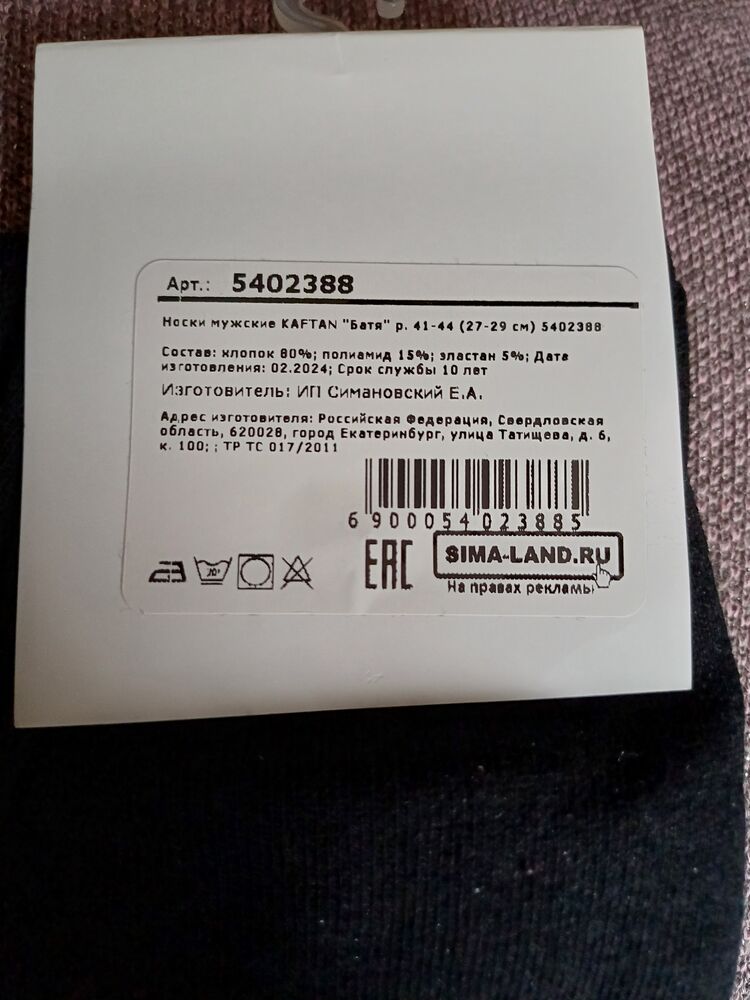 Арт.: 5402388
Носки мужские KAFTAN "Батя" р. 41-44 (27-29 см) 5402388
Состав: хлопок 80%; полиамид 15%; эластан 5%; Дата
изготовления: 02.2024; Срок службы 10 лет
Изготовитель: ИП Симановский Е.А.
Адрес изготовителя: Российская Федерация, Свердловская
область, 620028, город Екатеринбург, улица Татищева, д. 6,
к. 100; ; ТР ТС 017/2011
6 900054 023885
EAC
SIMA-LAND.RU
На правах рекламы